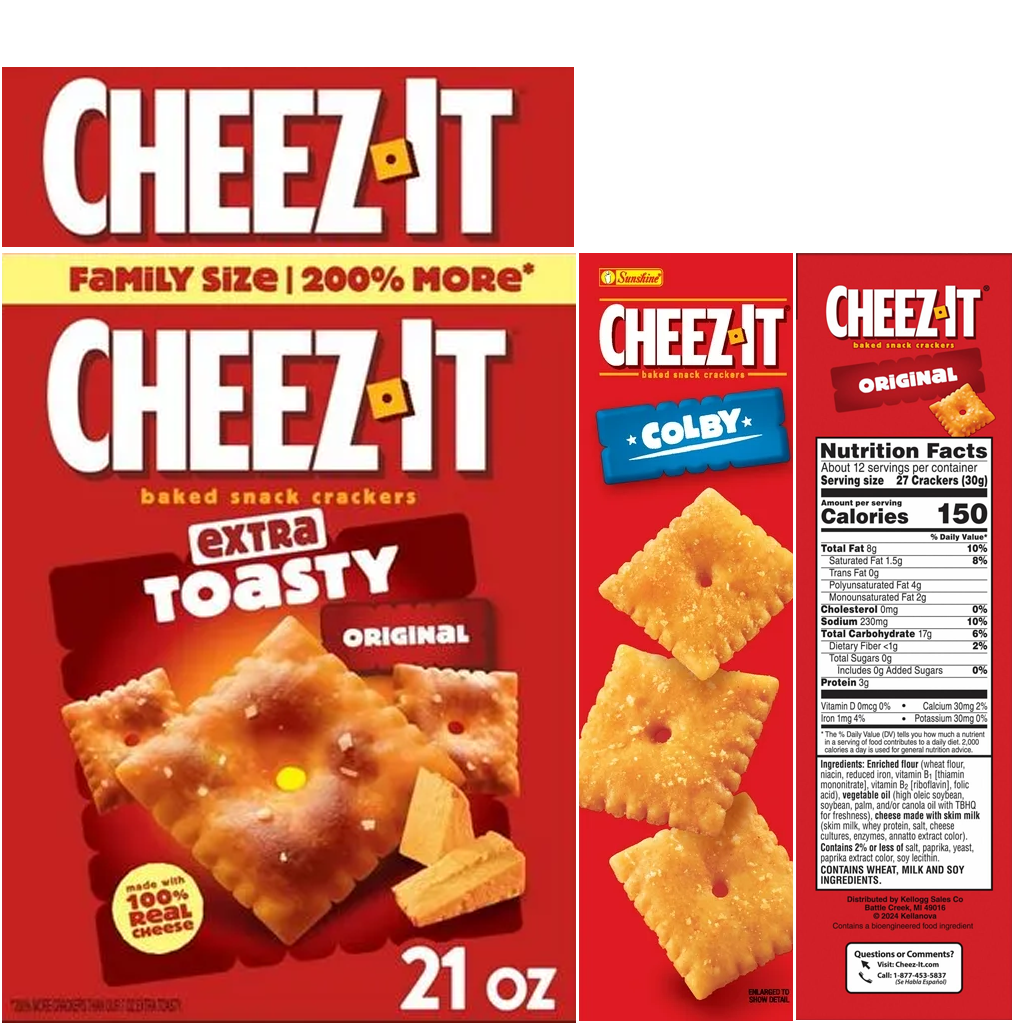 CHEEZ-IT
FAMILY SIZE | 200% MORE*
CHEEZ-IT
baked snack crackers
EXTRA
TOASTY
ORIGINAL
made with
100%
REAL
CHEESE
21 OZ
*200% MORE CRACKERS THAN OUR 7 OZ EXTRA TOASTY.
Sunshine®
CHEEZ-IT
baked snack crackers
COLBY
ENLARGED TO
SHOW DETAIL
CHEEZ-IT®
baked snack crackers
ORIGINAL
Nutrition Facts
About 12 servings per container
Serving size 27 Crackers (30g)
Amount per serving
Calories 150
% Daily Value*
Total Fat 8g 10%
Saturated Fat 1.5g 8%
Trans Fat 0g
Polyunsaturated Fat 4g
Monounsaturated Fat 2g
Cholesterol 0mg 0%
Sodium 230mg 10%
Total Carbohydrate 17g 6%
Dietary Fiber <1g 2%
Total Sugars 0g
Includes 0g Added Sugars 0%
Protein 3g
Vitamin D 0mcg 0% • Calcium 30mg 2%
Iron 1mg 4% • Potassium 30mg 0%
* The % Daily Value (DV) tells you how much a nutrient
in a serving of food contributes to a daily diet. 2,000
calories a day is used for general nutrition advice.
Ingredients: Enriched flour (wheat flour,
niacin, reduced iron, vitamin B1 [thiamin
mononitrate], vitamin B2 [riboflavin], folic
acid), vegetable oil (high oleic soybean,
soybean, palm, and/or canola oil with TBHQ
for freshness), cheese made with skim milk
(skim milk, whey protein, salt, cheese
cultures, enzymes, annatto extract color).
Contains 2% or less of salt, paprika, yeast,
paprika extract color, soy lecithin.
CONTAINS WHEAT, MILK AND SOY
INGREDIENTS.
Distributed by Kellogg Sales Co
Battle Creek, MI 49016
© 2024 Kellanova
Contains a bioengineered food ingredient
Questions or Comments?
Visit: Cheez-It.com
Call: 1-877-453-5837
(Se Habla Español)